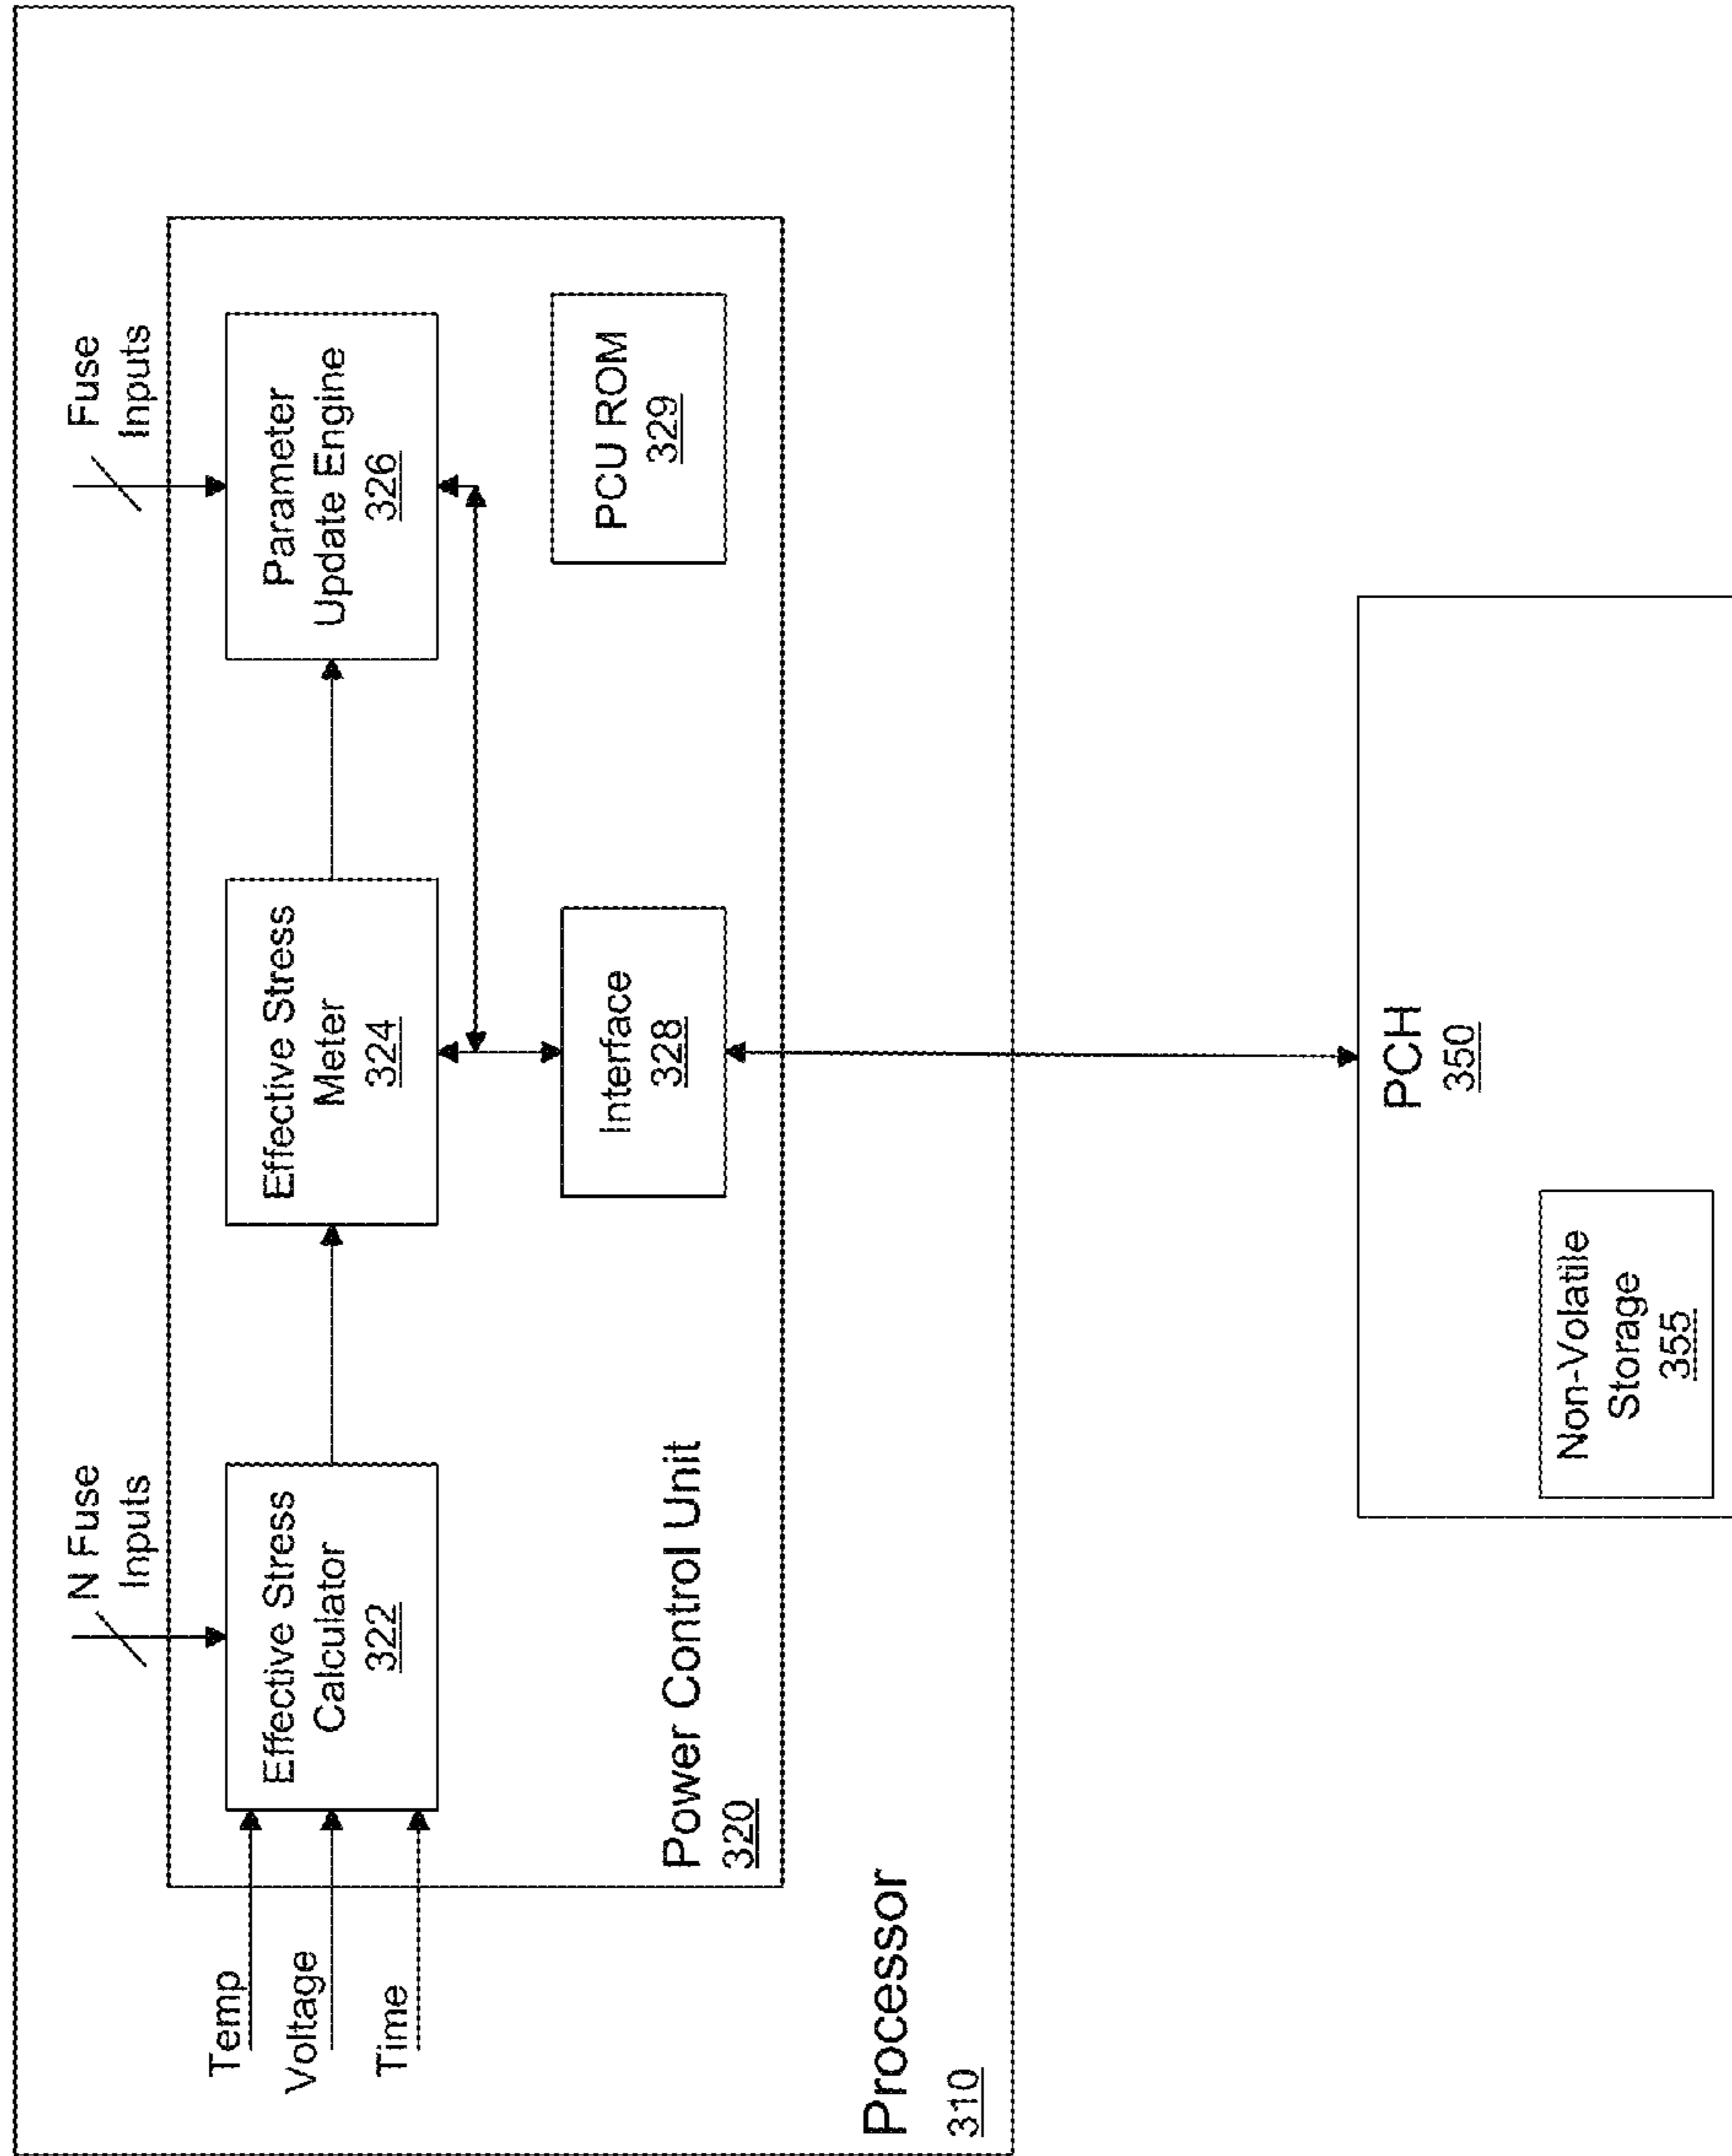 N Fuse
Inputs
Fuse
Inputs
Temp
Voltage
Time
Effective Stress
Calculator
322
Effective Stress
Meter
324
Parameter
Update Engine
326
Interface
328
PCU ROM
329
Power Control Unit
320
Processor
310
PCH
350
Non-Volatile
Storage
355